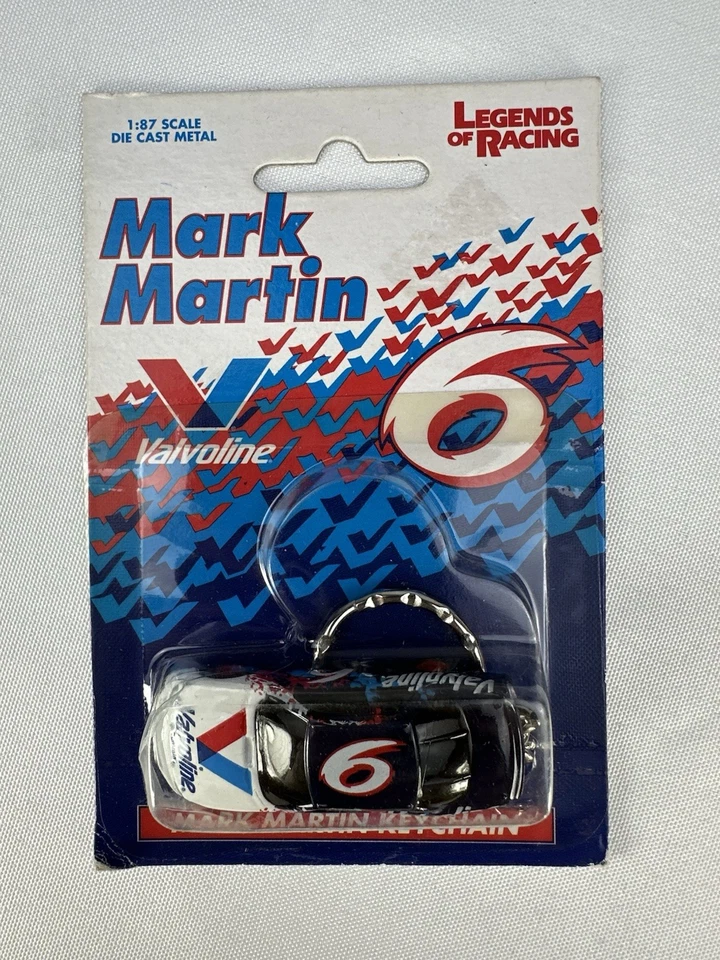 1:87 SCALE
DIE CAST METAL
LEGENDS
OF RACING
Mark
Martin
Valvoline
6
Valvoline
Valvoline
6
MARK MARTIN KEYCHAIN